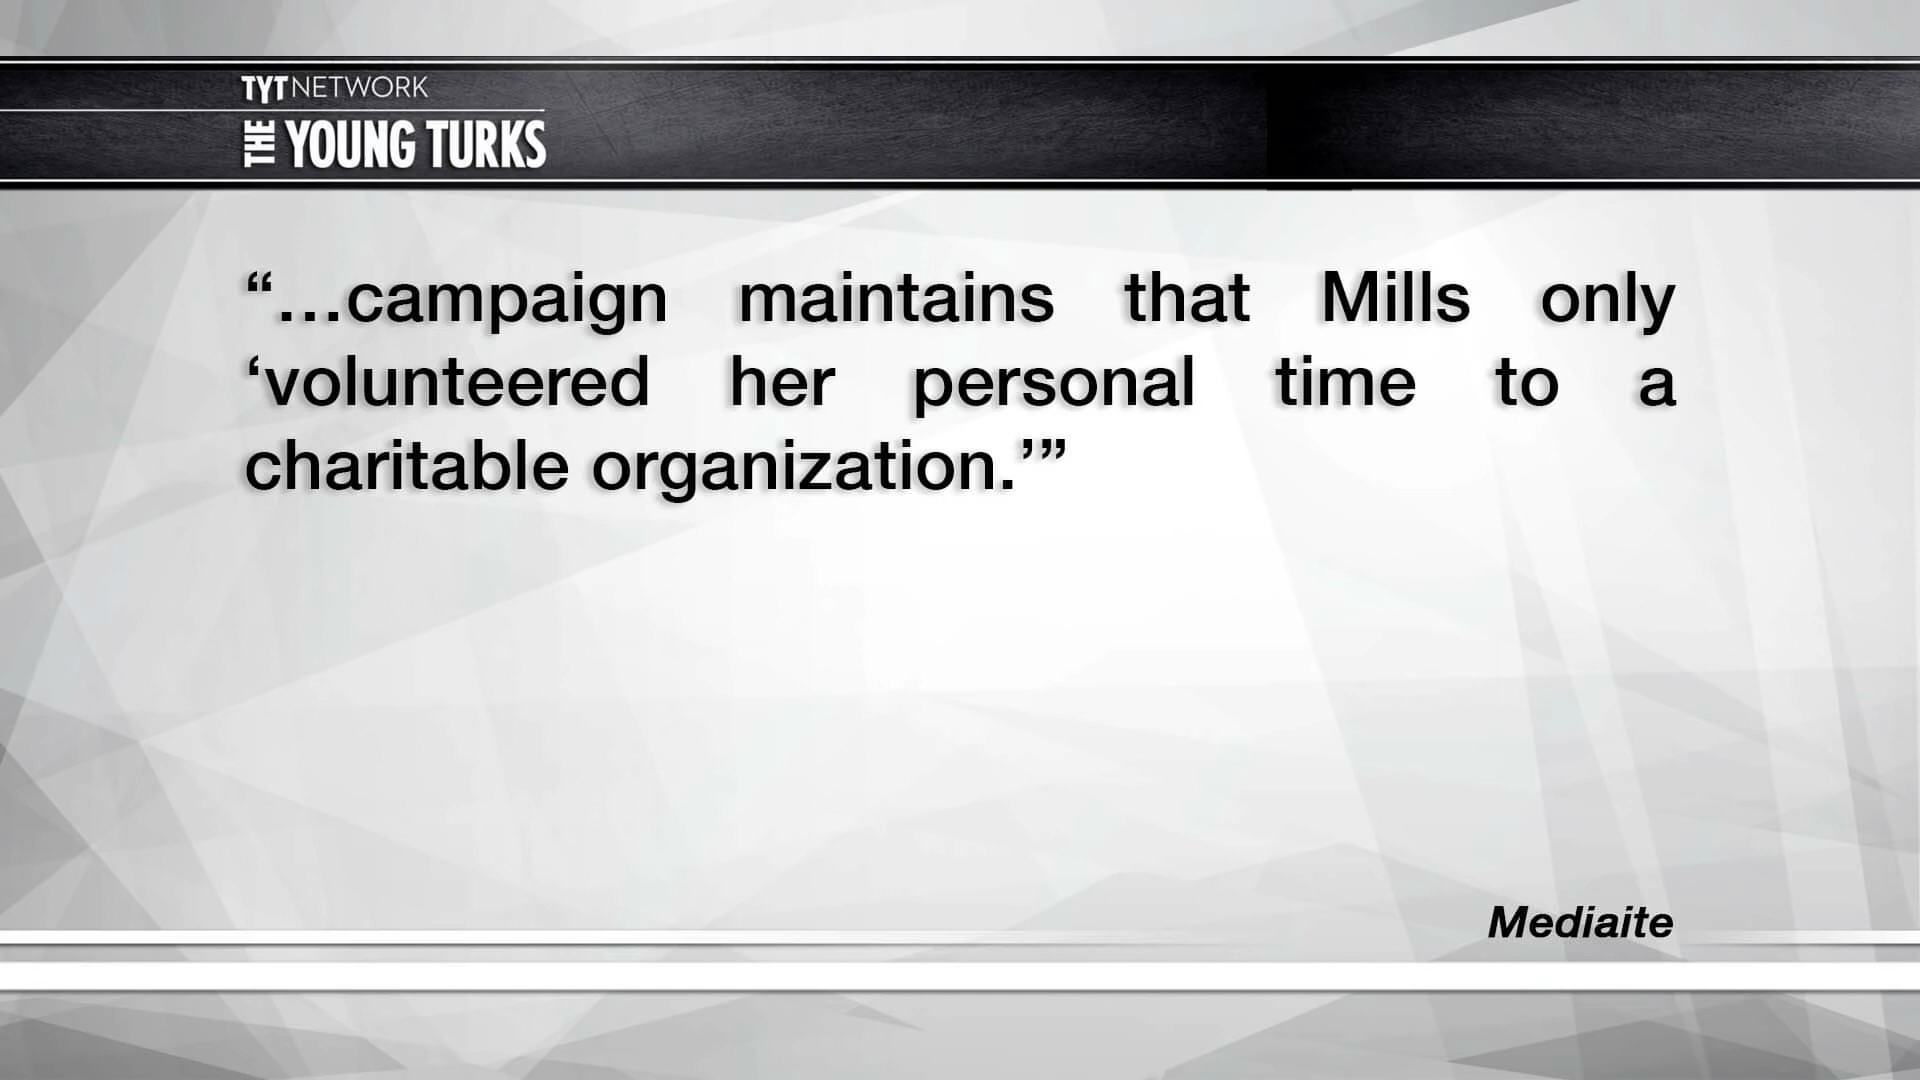 TYT NETWORK
THE YOUNG TURKS
“…campaign maintains that Mills only
‘volunteered her personal time to a
charitable organization.’”
Mediaite